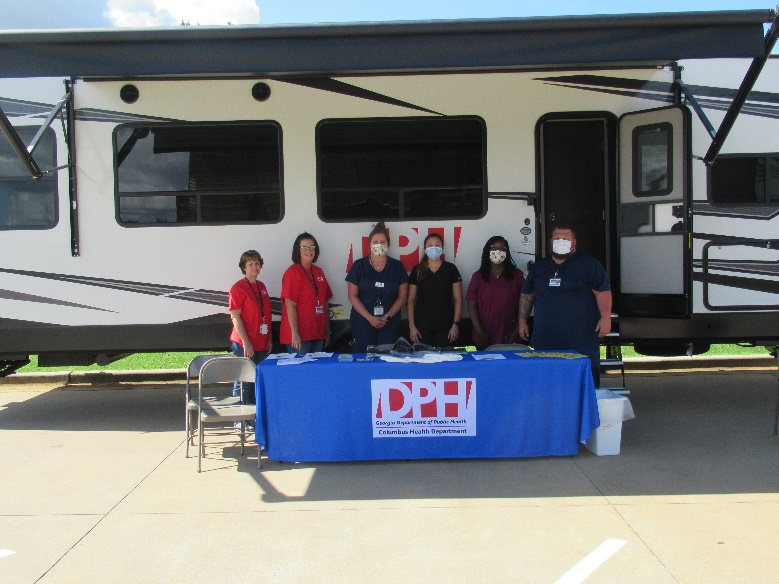 DPH
DPH
Georgia Department of Public Health
Columbus Health Department